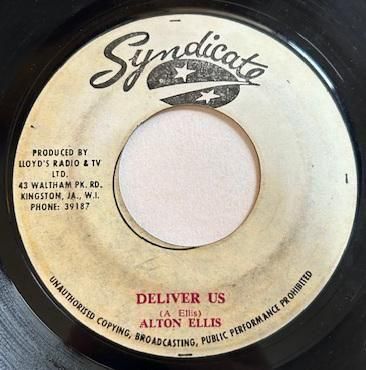 Syndicate
PRODUCED BY
LLOYD'S RADIO & TV
LTD.
43 WALTHAM PK. RD.
KINGSTON, JA., W.I.
PHONE: 39187
DELIVER US
(A Ellis)
ALTON ELLIS
UNAUTHORISED COPYING, BROADCASTING, PUBLIC PERFORMANCE PROHIBITED